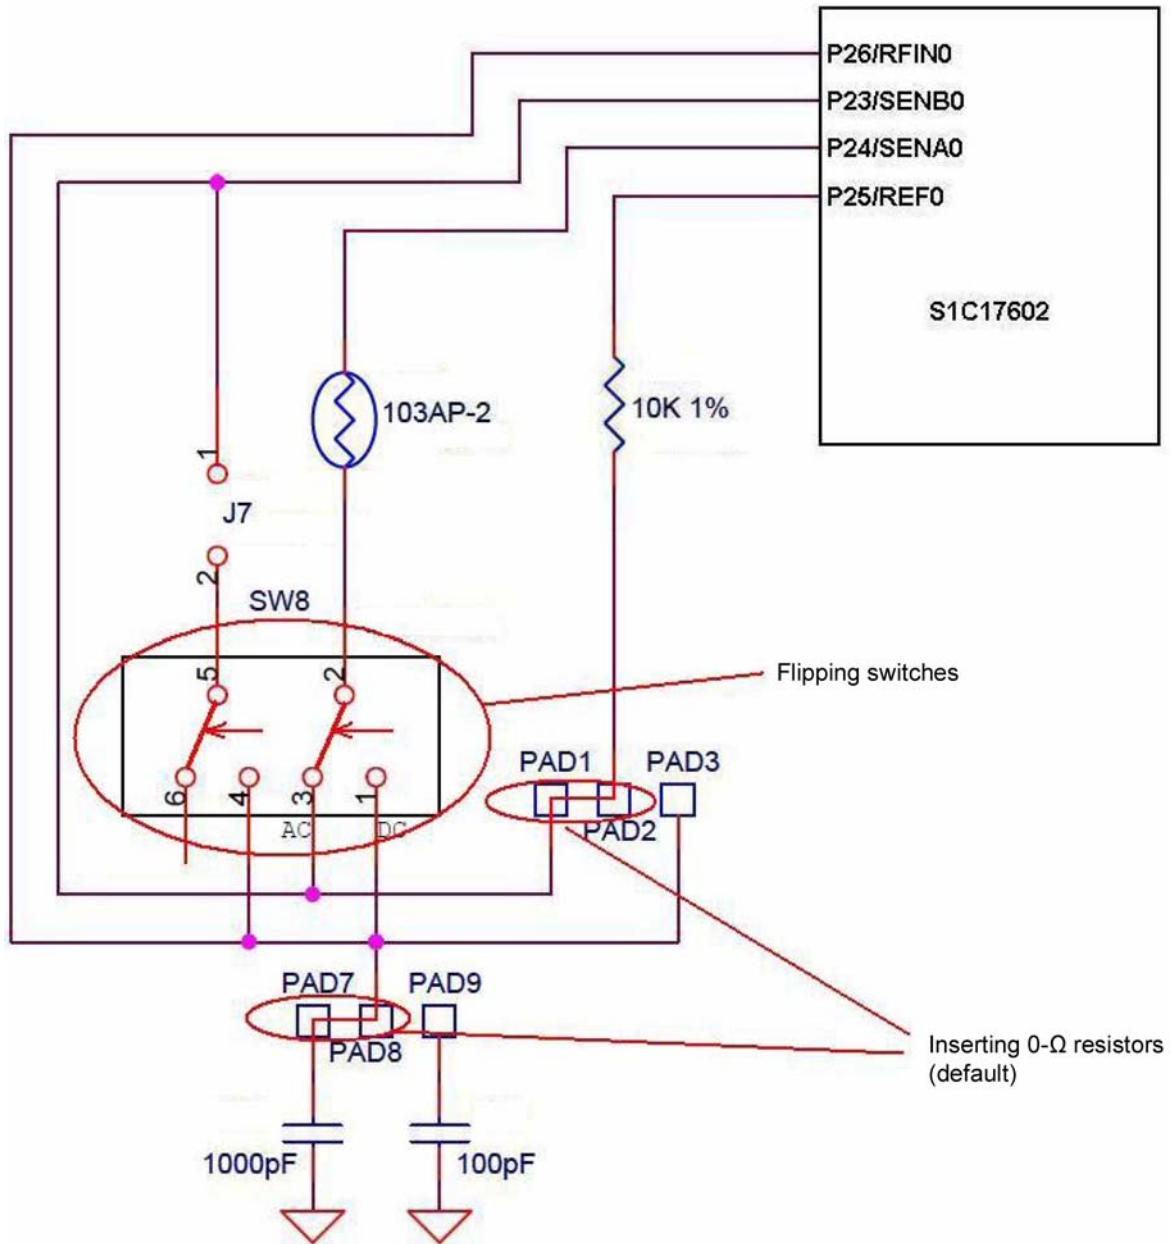 P26/RFIN0
P23/SENB0
P24/SENA0
P25/REF0
S1C17602
103AP-2
10K 1%
1
J7
2
SW8
5
2
Flipping switches
6
4
3
1
AC
DC
PAD1
PAD3
PAD2
PAD7
PAD9
PAD8
Inserting 0-Ω resistors
(default)
1000pF
100pF